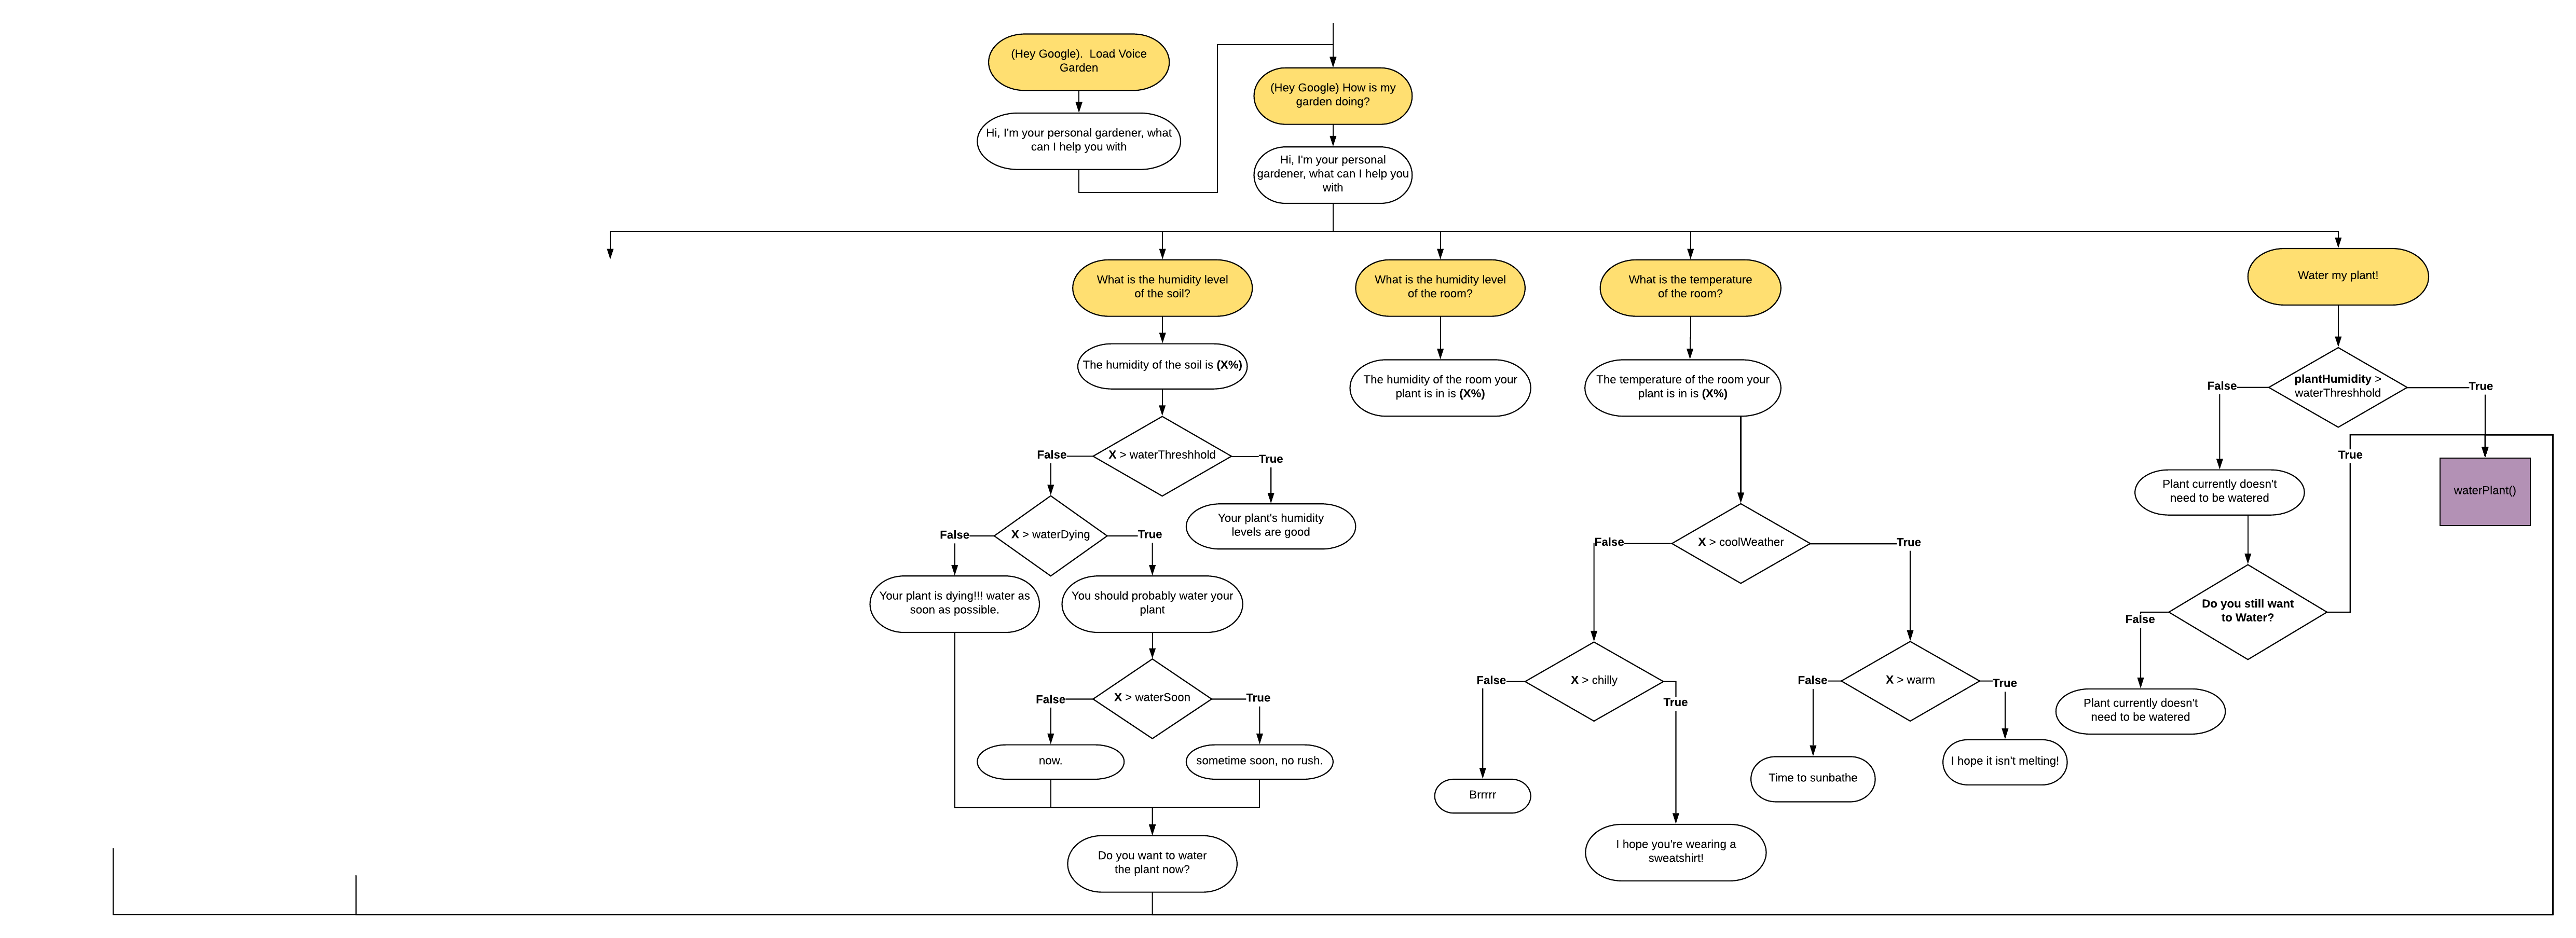 (Hey Google).  Load Voice
Garden
Hi, I'm your personal gardener, what
can I help you with
(Hey Google) How is my
garden doing?
Hi, I'm your personal
gardener, what can I help you
with
What is the humidity level
of the soil?
The humidity of the soil is (X%)
X > waterThreshhold
False
True
Your plant's humidity
levels are good
X > waterDying
False
True
Your plant is dying!!! water as
soon as possible.
You should probably water your
plant
X > waterSoon
False
True
now.
sometime soon, no rush.
Do you want to water
the plant now?
What is the humidity level
of the room?
The humidity of the room your
plant is in is (X%)
What is the temperature
of the room?
The temperature of the room your
plant is in is (X%)
X > coolWeather
False
True
X > chilly
False
True
Brrrrr
I hope you're wearing a
sweatshirt!
X > warm
False
True
Time to sunbathe
I hope it isn't melting!
Water my plant!
plantHumidity >
waterThreshhold
False
True
Plant currently doesn't
need to be watered
True
waterPlant()
Do you still want
to Water?
False
Plant currently doesn't
need to be watered